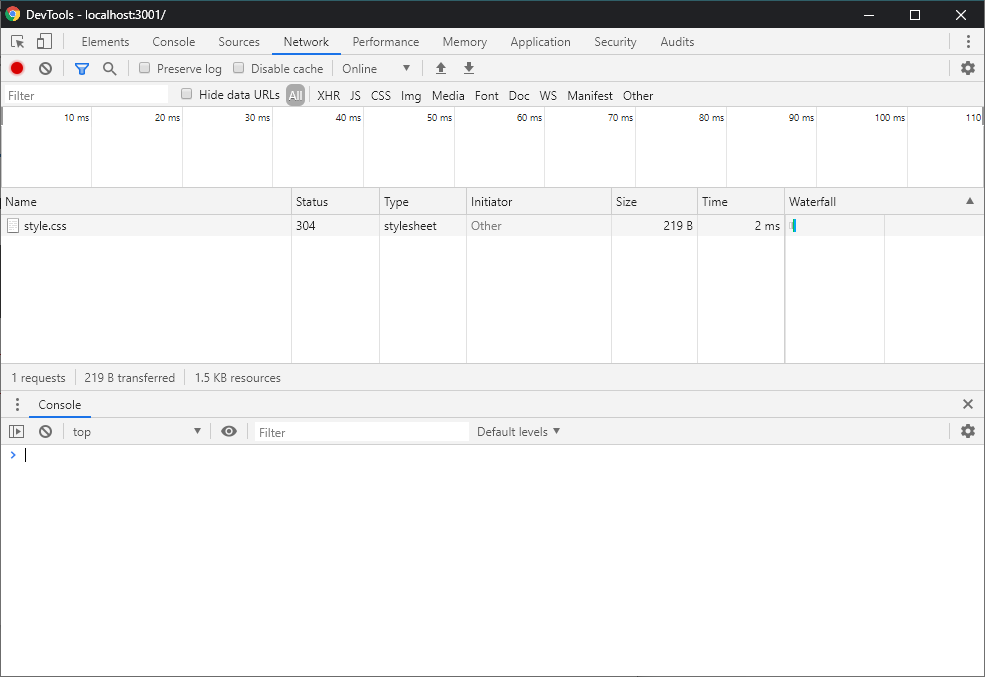 DevTools - localhost:3001/
Elements Console Sources Network Performance Memory Application Security Audits
Preserve log Disable cache Online
Filter Hide data URLs All XHR JS CSS Img Media Font Doc WS Manifest Other
10 ms 20 ms 30 ms 40 ms 50 ms 60 ms 70 ms 80 ms 90 ms 100 ms 110
Name Status Type Initiator Size Time Waterfall
style.css 304 stylesheet Other 219 B 2 ms
1 requests 219 B transferred 1.5 KB resources
Console
top Filter Default levels